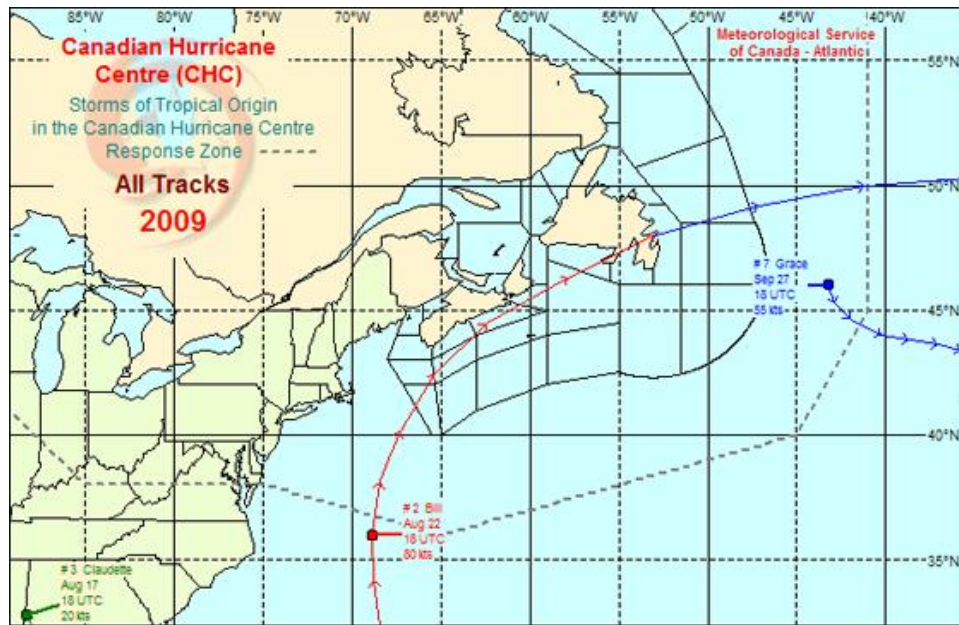 80°W
75°W
70°W
65°W
60°W
55°W
50°W
45°W
40°W
Canadian Hurricane
Centre (CHC)
Storms of Tropical Origin
in the Canadian Hurricane Centre
Response Zone
All Tracks
2009
Meteorological Service
of Canada - Atlantic
55°N
50°N
# 7 Grace
Sep 27
18 UTC
55 kts
45°N
40°N
# 2 Bill
Aug 22
18 UTC
80 kts
35°N
# 3 Claudette
Aug 17
18 UTC
20 kts